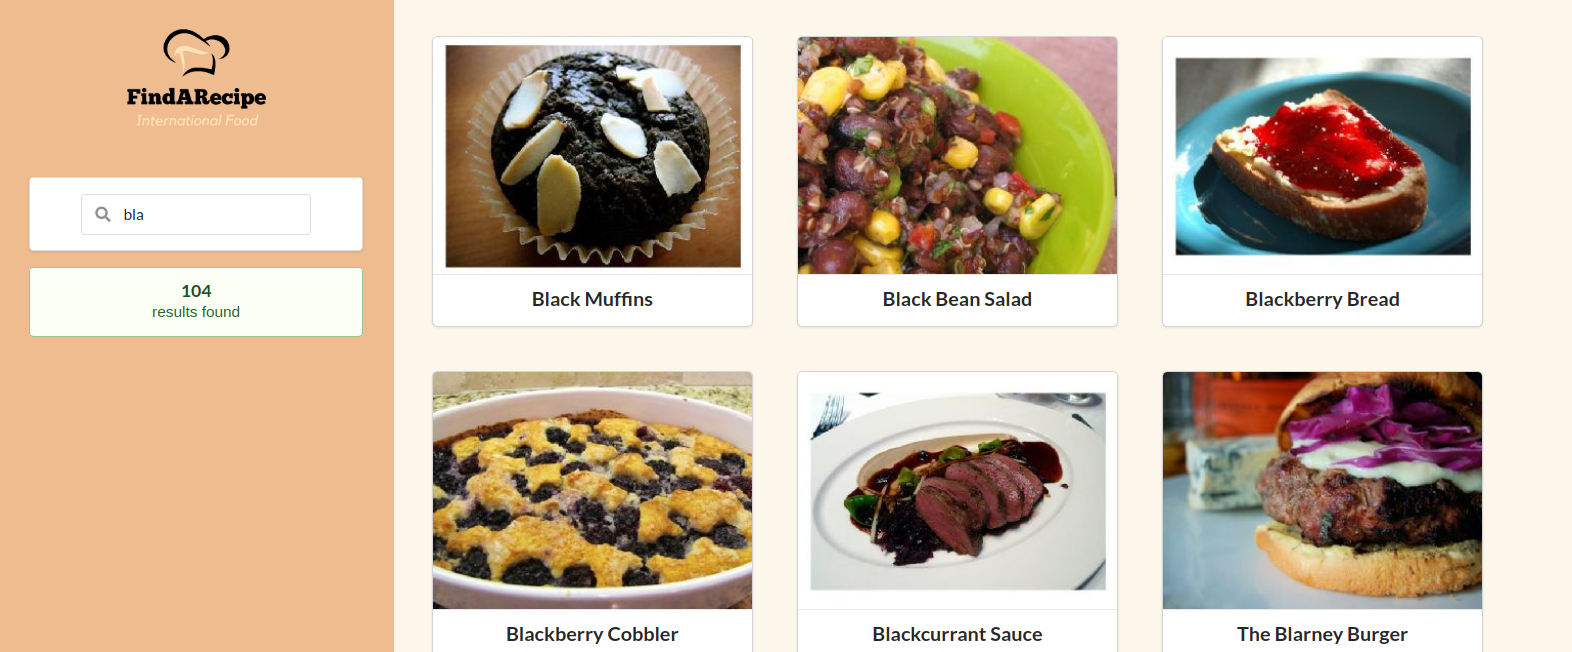 FindARecipe
International Food
bla
104
results found
Black Muffins
Black Bean Salad
Blackberry Bread
Blackberry Cobbler
Blackcurrant Sauce
The Blarney Burger